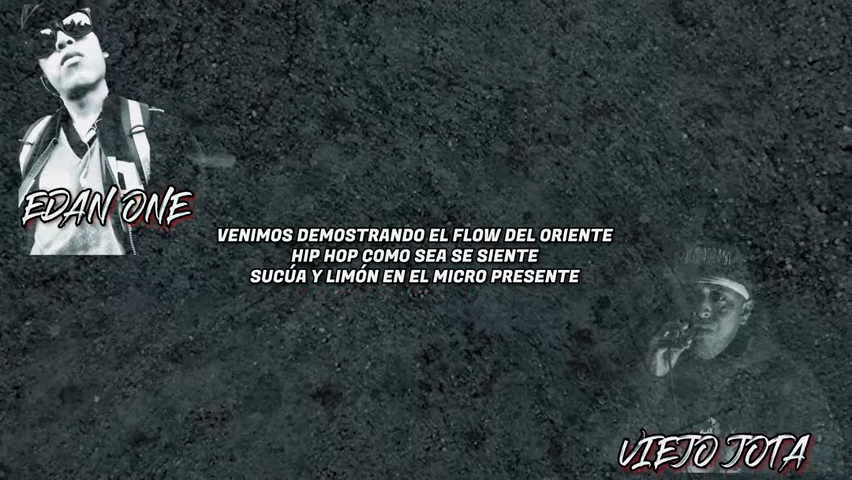 EDAN ONE
VENIMOS DEMOSTRANDO EL FLOW DEL ORIENTE
HIP HOP COMO SEA SE SIENTE
SUCÚA Y LIMÓN EN EL MICRO PRESENTE
VIEJO JOTA